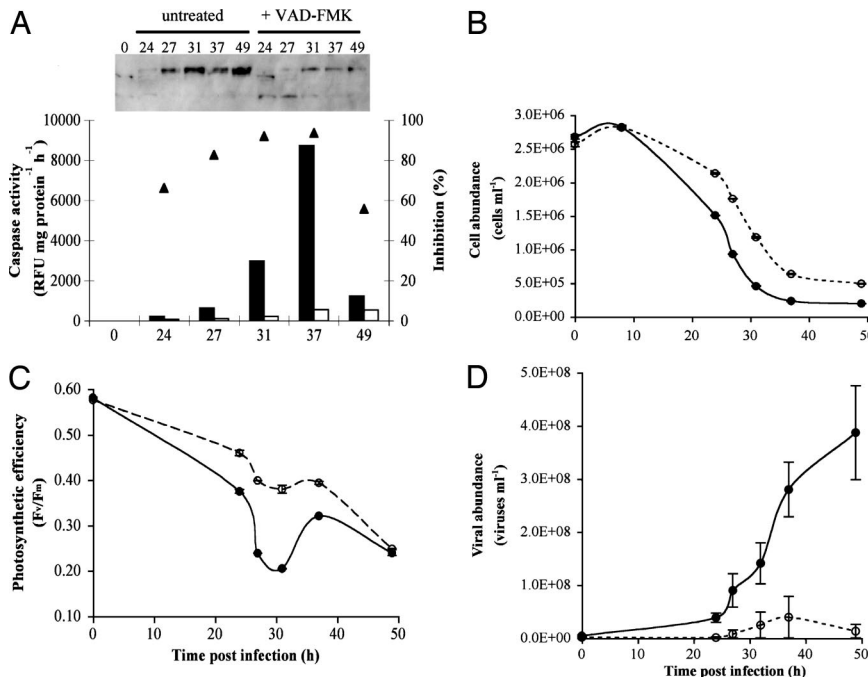 A
untreated + VAD-FMK
0 24 27 31 37 49 24 27 31 37 49
Caspase activity
(RFU mg protein⁻¹ h⁻¹)
10000
8000
6000
4000
2000
0
100
80
60
40
20
0
Inhibition (%)
0 24 27 31 37 49
B
Cell abundance
(cells ml⁻¹)
3.0E+06
2.5E+06
2.0E+06
1.5E+06
1.0E+06
5.0E+05
0.0E+00
0 10 20 30 40 50
C
Photosynthetic efficiency
(Fv/Fm)
0.60
0.50
0.40
0.30
0.20
0.10
0 10 20 30 40 50
Time post infection (h)
D
Viral abundance
(viruses ml⁻¹)
5.0E+08
4.0E+08
3.0E+08
2.0E+08
1.0E+08
0.0E+00
0 10 20 30 40 50
Time post infection (h)